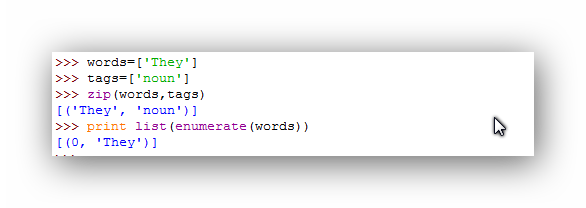 >>> words=['They']
>>> tags=['noun']
>>> zip(words,tags)
[('They', 'noun')]
>>> print list(enumerate(words))
[(0, 'They')]